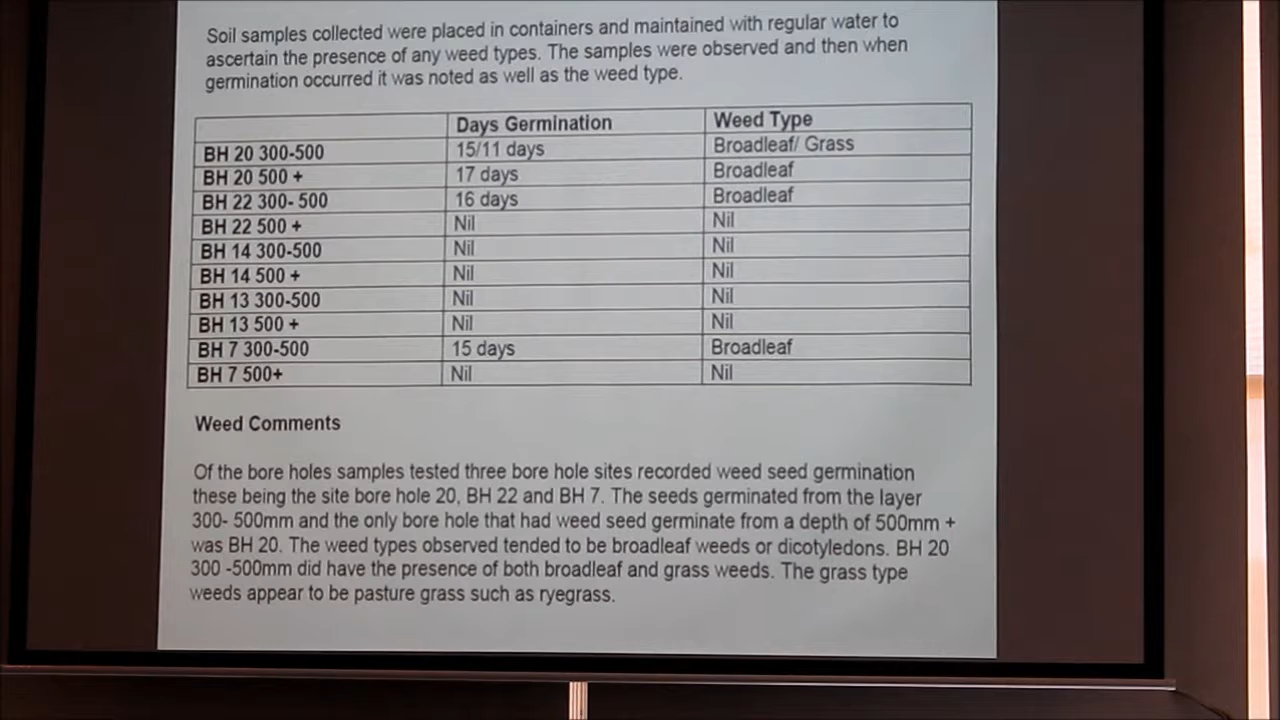 Soil samples collected were placed in containers and maintained with regular water to
ascertain the presence of any weed types. The samples were observed and then when
germination occurred it was noted as well as the weed type.
Days Germination Weed Type
BH 20 300-500 15/11 days Broadleaf/ Grass
BH 20 500 + 17 days Broadleaf
BH 22 300- 500 16 days Broadleaf
BH 22 500 + Nil Nil
BH 14 300-500 Nil Nil
BH 14 500 + Nil Nil
BH 13 300-500 Nil Nil
BH 13 500 + Nil Nil
BH 7 300-500 15 days Broadleaf
BH 7 500+ Nil Nil
Weed Comments
Of the bore holes samples tested three bore hole sites recorded weed seed germination
these being the site bore hole 20, BH 22 and BH 7. The seeds germinated from the layer
300- 500mm and the only bore hole that had weed seed germinate from a depth of 500mm +
was BH 20. The weed types observed tended to be broadleaf weeds or dicotyledons. BH 20
300 -500mm did have the presence of both broadleaf and grass weeds. The grass type
weeds appear to be pasture grass such as ryegrass.